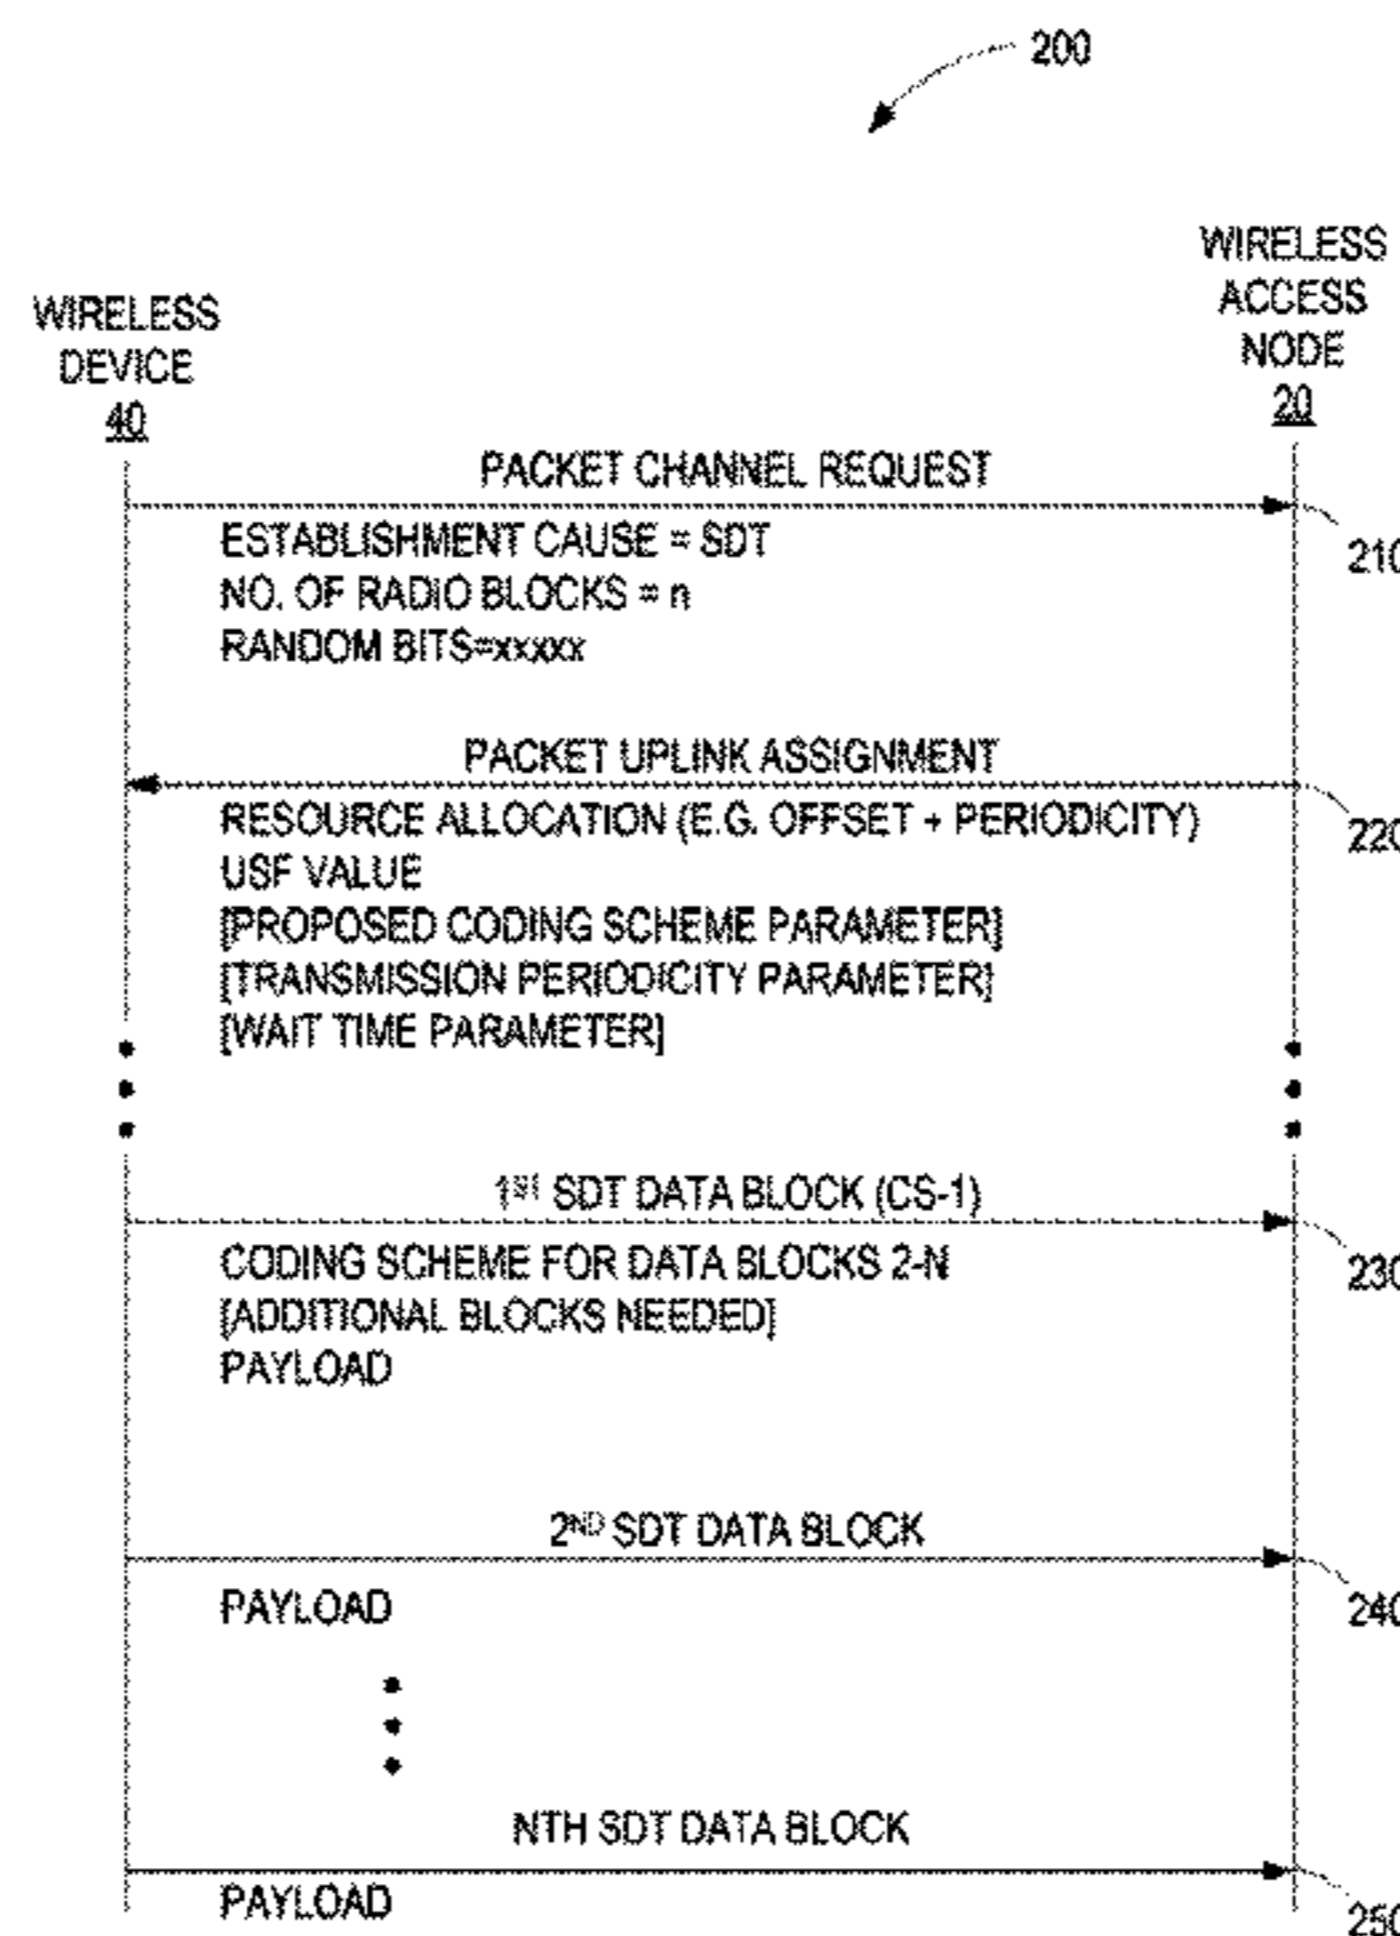 200
WIRELESS
DEVICE
40
WIRELESS
ACCESS
NODE
20
PACKET CHANNEL REQUEST
210
ESTABLISHMENT CAUSE = SDT
NO. OF RADIO BLOCKS = n
RANDOM BITS=xxxxx
PACKET UPLINK ASSIGNMENT
220
RESOURCE ALLOCATION (E.G. OFFSET + PERIODICITY)
USF VALUE
[PROPOSED CODING SCHEME PARAMETER]
[TRANSMISSION PERIODICITY PARAMETER]
[WAIT TIME PARAMETER]
1ST SDT DATA BLOCK (CS-1)
230
CODING SCHEME FOR DATA BLOCKS 2-N
[ADDITIONAL BLOCKS NEEDED]
PAYLOAD
2ND SDT DATA BLOCK
240
PAYLOAD
NTH SDT DATA BLOCK
250
PAYLOAD